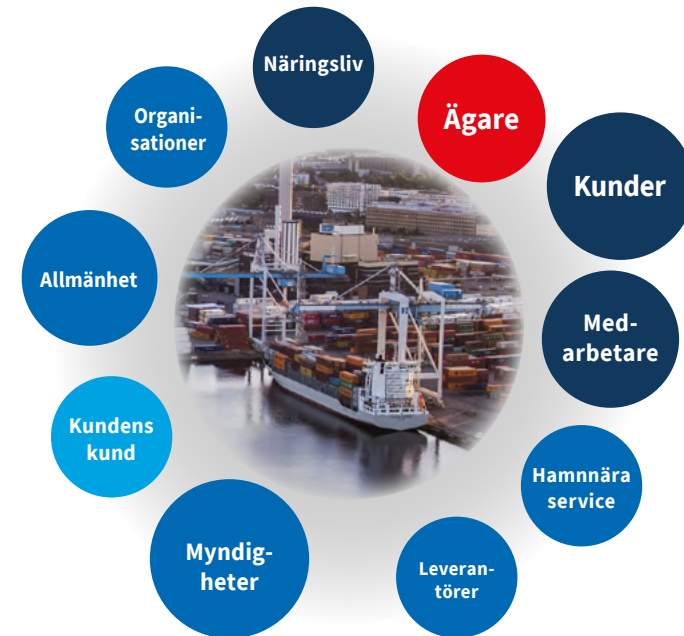 Näringsliv
Ägare
Kunder
Med-
arbetare
Hamnnära
service
Leveran-
törer
Myndig-
heter
Kundens
kund
Allmänhet
Organi-
sationer